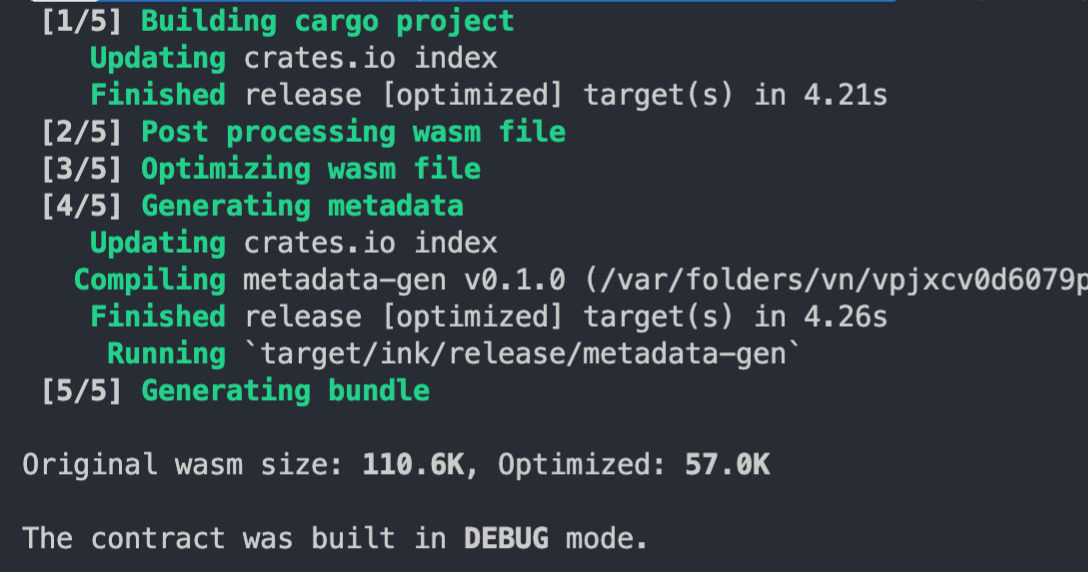 [1/5] Building cargo project
Updating crates.io index
Finished release [optimized] target(s) in 4.21s
[2/5] Post processing wasm file
[3/5] Optimizing wasm file
[4/5] Generating metadata
Updating crates.io index
Compiling metadata-gen v0.1.0 (/var/folders/vn/vpjxcv0d6079p
Finished release [optimized] target(s) in 4.26s
Running `target/ink/release/metadata-gen`
[5/5] Generating bundle
Original wasm size: 110.6K, Optimized: 57.0K
The contract was built in DEBUG mode.